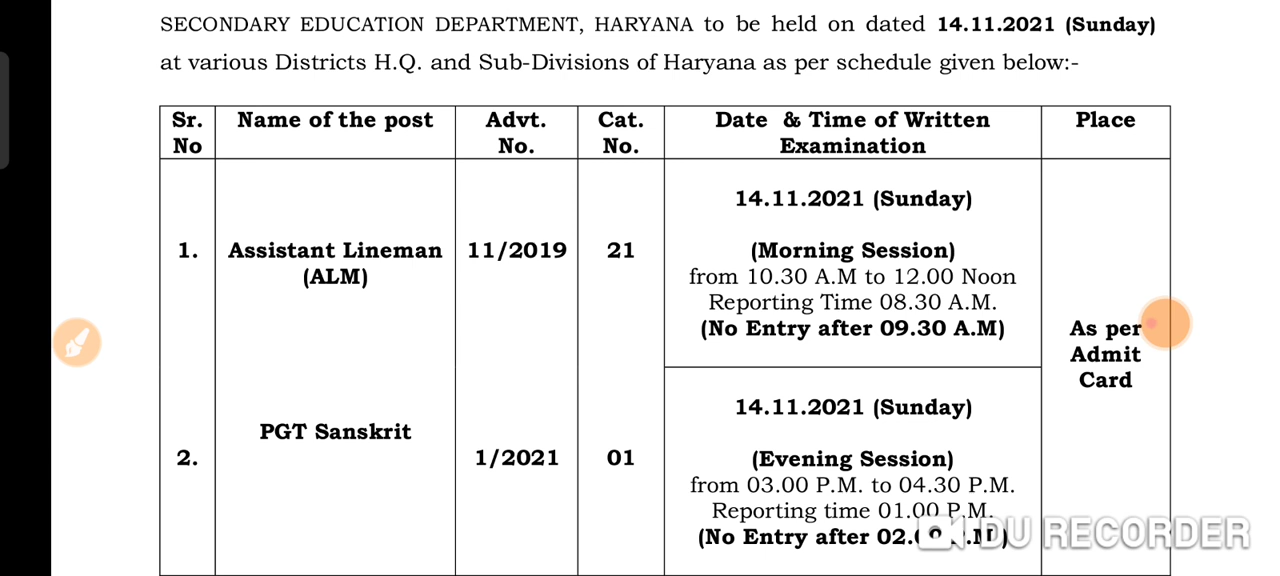 SECONDARY EDUCATION DEPARTMENT, HARYANA to be held on dated 14.11.2021 (Sunday)
at various Districts H.Q. and Sub-Divisions of Haryana as per schedule given below:-
Sr. No
Name of the post
Advt. No.
Cat. No.
Date & Time of Written Examination
Place
1.
Assistant Lineman
(ALM)
11/2019
21
14.11.2021 (Sunday)
(Morning Session)
from 10.30 A.M to 12.00 Noon
Reporting Time 08.30 A.M.
(No Entry after 09.30 A.M)
As per
Admit
Card
2.
PGT Sanskrit
1/2021
01
14.11.2021 (Sunday)
(Evening Session)
from 03.00 P.M. to 04.30 P.M.
Reporting time 01.00 P.M.
(No Entry after
DU RECORDER